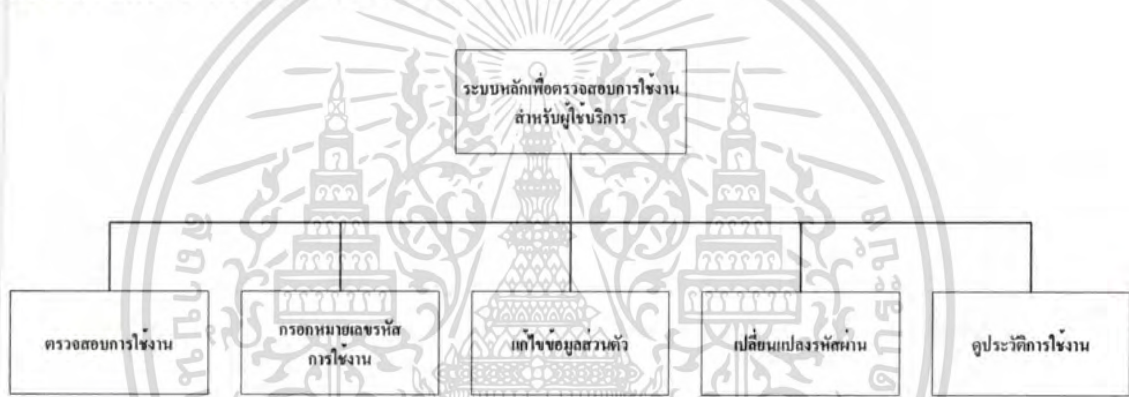 ระบบหลักเพื่อตรวจสอบการใช้งาน
สำหรับผู้ใช้บริการ
ตรวจสอบการใช้งาน
กรอกหมายเลขรหัส
การใช้งาน
แก้ไขข้อมูลส่วนตัว
เปลี่ยนแปลงรหัสผ่าน
ดูประวัติการใช้งาน